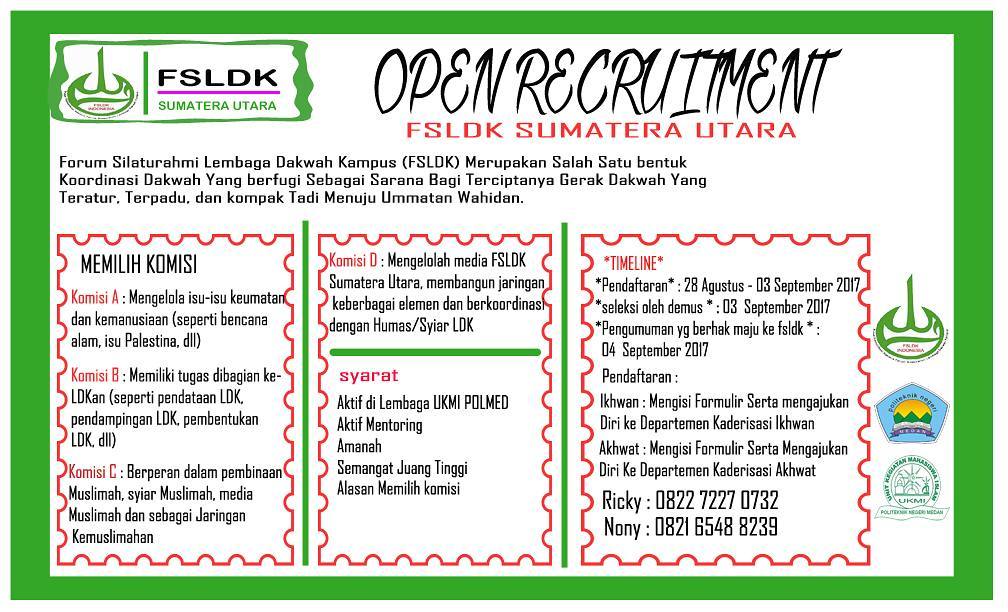 FSLDK
SUMATERA UTARA
FSLDK
INDONESIA
OPEN RECRUITMENT
FSLDK SUMATERA UTARA
Forum Silaturahmi Lembaga Dakwah Kampus (FSLDK) Merupakan Salah Satu bentuk
Koordinasi Dakwah Yang berfugi Sebagai Sarana Bagi Terciptanya Gerak Dakwah Yang
Teratur, Terpadu, dan kompak Tadi Menuju Ummatan Wahidan.
MEMILIH KOMISI
Komisi A : Mengelola isu-isu keumatan
dan kemanusiaan (seperti bencana
alam, isu Palestina, dll)
Komisi B : Memiliki tugas dibagian ke-
LDKan (seperti pendataan LDK,
pendampingan LDK, pembentukan
LDK, dll)
Komisi C : Berperan dalam pembinaan
Muslimah, syiar Muslimah, media
Muslimah dan sebagai Jaringan
Kemuslimahan
Komisi D : Mengelolah media FSLDK
Sumatera Utara, membangun jaringan
keberbagai elemen dan berkoordinasi
dengan Humas/Syiar LDK
syarat
Aktif di Lembaga UKMI POLMED
Aktif Mentoring
Amanah
Semangat Juang Tinggi
Alasan Memilih komisi
*TIMELINE*
*Pendaftaran* : 28 Agustus - 03 September 2017
*seleksi oleh demus * : 03 September 2017
*Pengumuman yg berhak maju ke fsldk * :
04 September 2017
Pendaftaran :
Ikhwan : Mengisi Formulir Serta mengajukan
Diri ke Departemen Kaderisasi Ikhwan
Akhwat : Mengisi Formulir Serta Mengajukan
Diri Ke Departemen Kaderisasi Akhwat
Ricky : 0822 7227 0732
Nony : 0821 6548 8239
FSLDK
INDONESIA
politeknik negeri
MEDAN
UNIT KEGIATAN MAHASISWA ISLAM
UKMI
POLITEKNIK NEGERI MEDAN